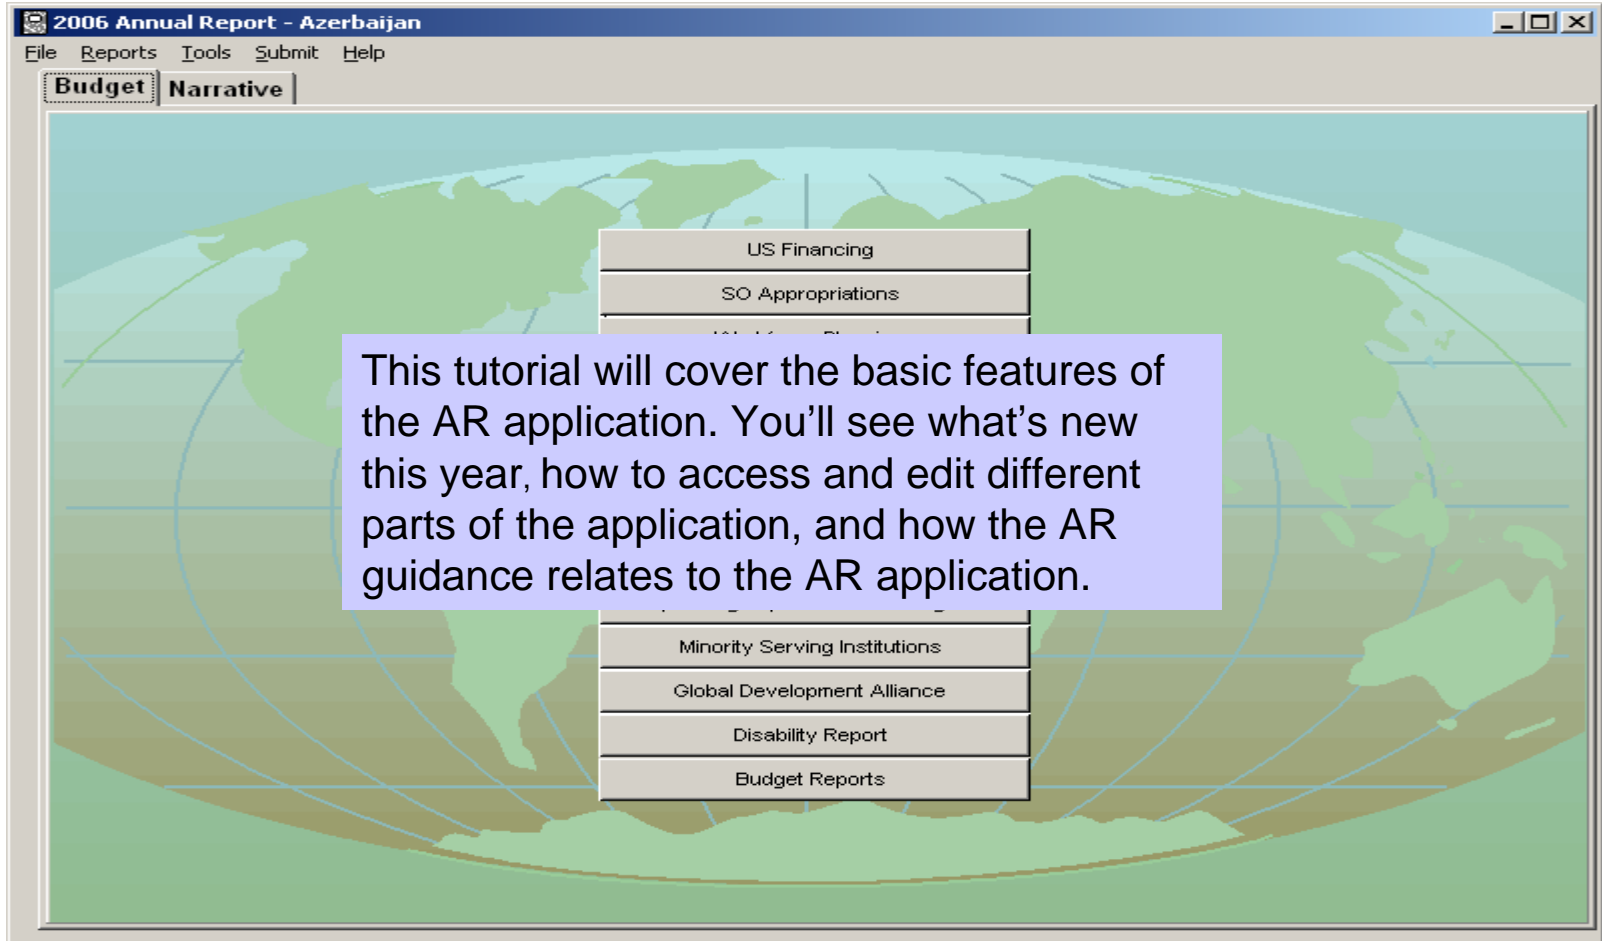 2006 Annual Report - Azerbaijan
File Reports Tools Submit Help
Budget Narrative
US Financing
SO Appropriations
This tutorial will cover the basic features of
the AR application. You'll see what's new
this year, how to access and edit different
parts of the application, and how the AR
guidance relates to the AR application.
Minority Serving Institutions
Global Development Alliance
Disability Report
Budget Reports